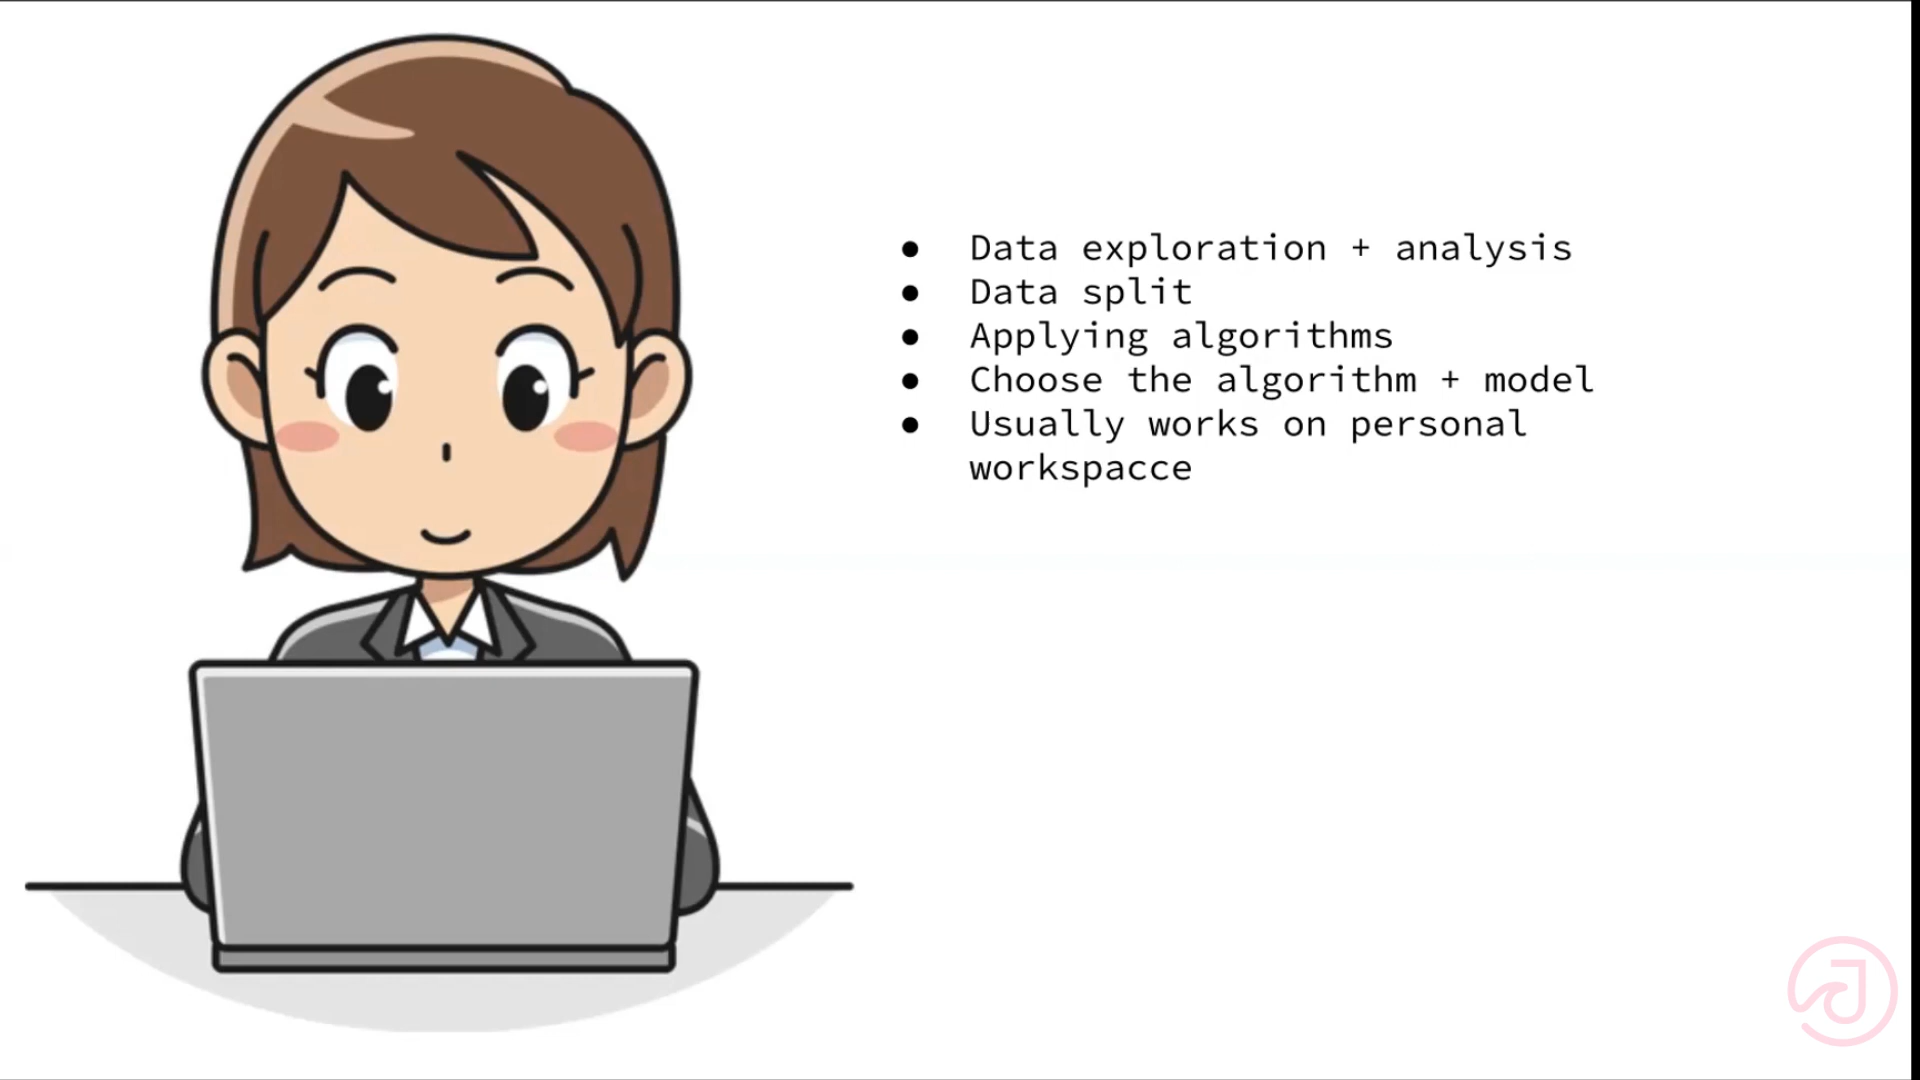 ● Data exploration + analysis
● Data split
● Applying algorithms
● Choose the algorithm + model
● Usually works on personal
workspacce